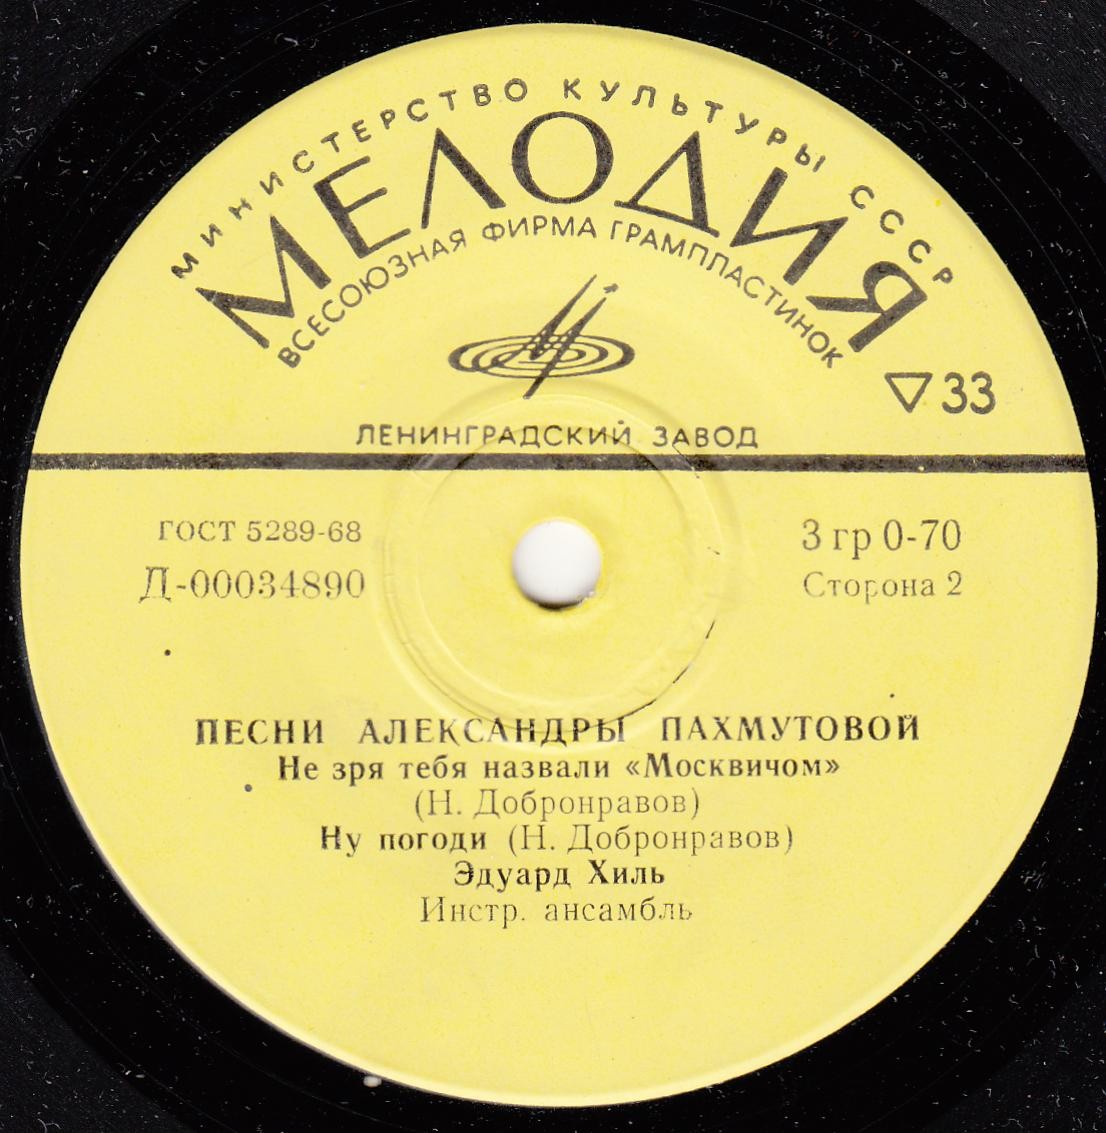 МИНИСТЕРСТВО КУЛЬТУРЫ СССР
МЕЛОДИЯ
ВСЕСОЮЗНАЯ ФИРМА ГРАМПЛАСТИНОК
▽ 33
ЛЕНИНГРАДСКИЙ ЗАВОД
ГОСТ 5289-68
3 гр 0-70
Д-00034890
Сторона 2
ПЕСНИ АЛЕКСАНДРЫ ПАХМУТОВОЙ
Не зря тебя назвали «Москвичом»
(Н. Добронравов)
Ну погоди (Н. Добронравов)
Эдуард Хиль
Инстр. ансамбль